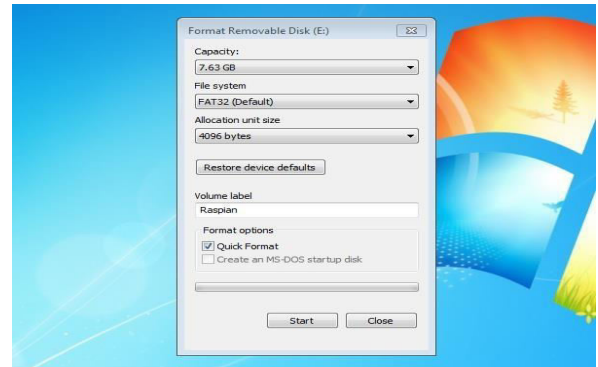 Format Removable Disk (E:)
Capacity:
7.63 GB
File system
FAT32 (Default)
Allocation unit size
4096 bytes
Restore device defaults
Volume label
Raspian
Format options
Quick Format
Create an MS-DOS startup disk
Start Close